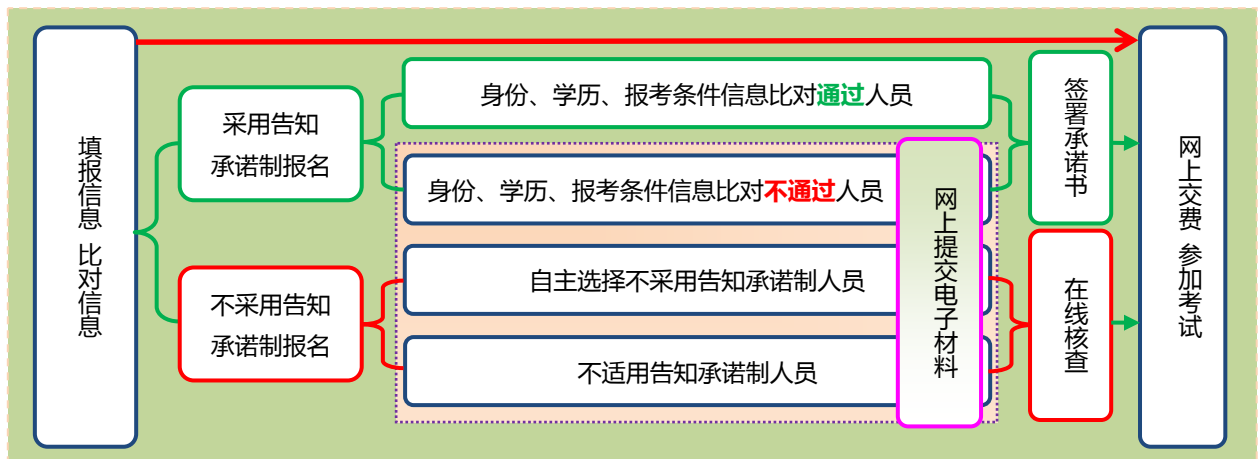 填报信息 比对信息
采用告知
承诺制报名
不采用告知
承诺制报名
身份、学历、报考条件信息比对通过人员
身份、学历、报考条件信息比对不通过人员
自主选择不采用告知承诺制人员
不适用告知承诺制人员
网上提交电子材料
签署承诺书
在线核查
网上交费 参加考试